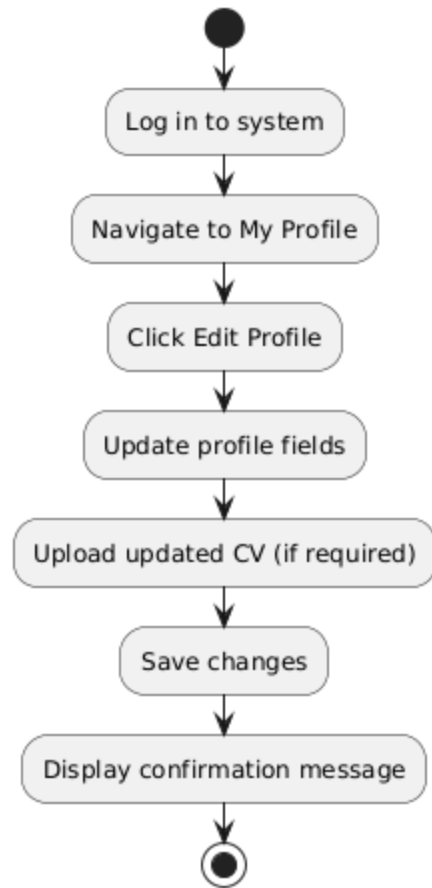 Log in to system
Navigate to My Profile
Click Edit Profile
Update profile fields
Upload updated CV (if required)
Save changes
Display confirmation message